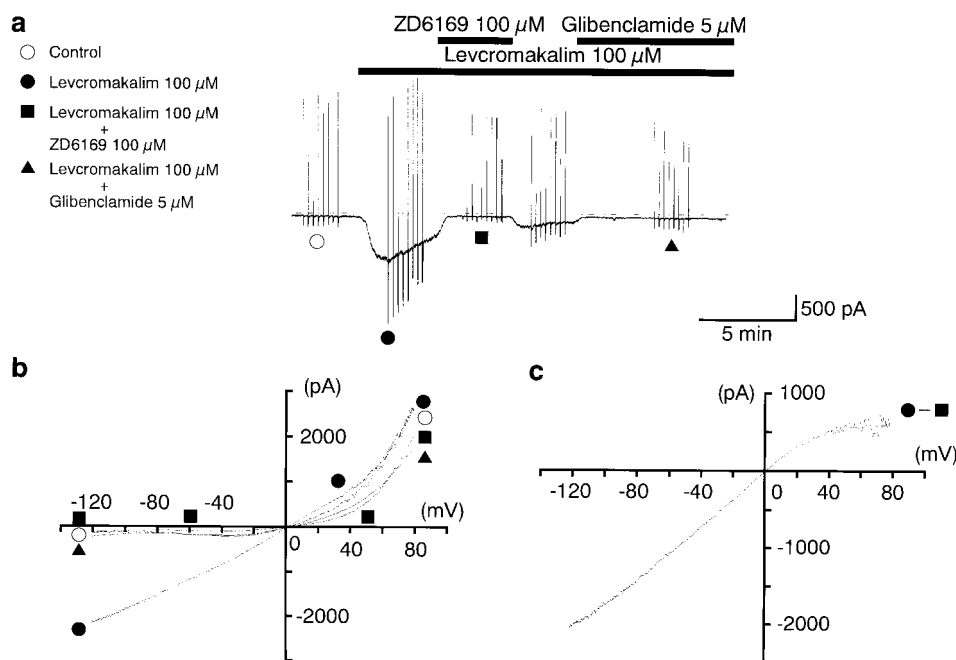 a
Control
Levcromakalim 100 µM
Levcromakalim 100 µM
+
ZD6169 100 µM
Levcromakalim 100 µM
+
Glibenclamide 5 µM
ZD6169 100 µM
Glibenclamide 5 µM
Levcromakalim 100 µM
500 pA
5 min
b
(pA)
2000
-120 -80 -40
(mV)
0 40 80
-2000
c
(pA)
1000
–
(mV)
-120 -80 -40 0 40 80
-1000
-2000